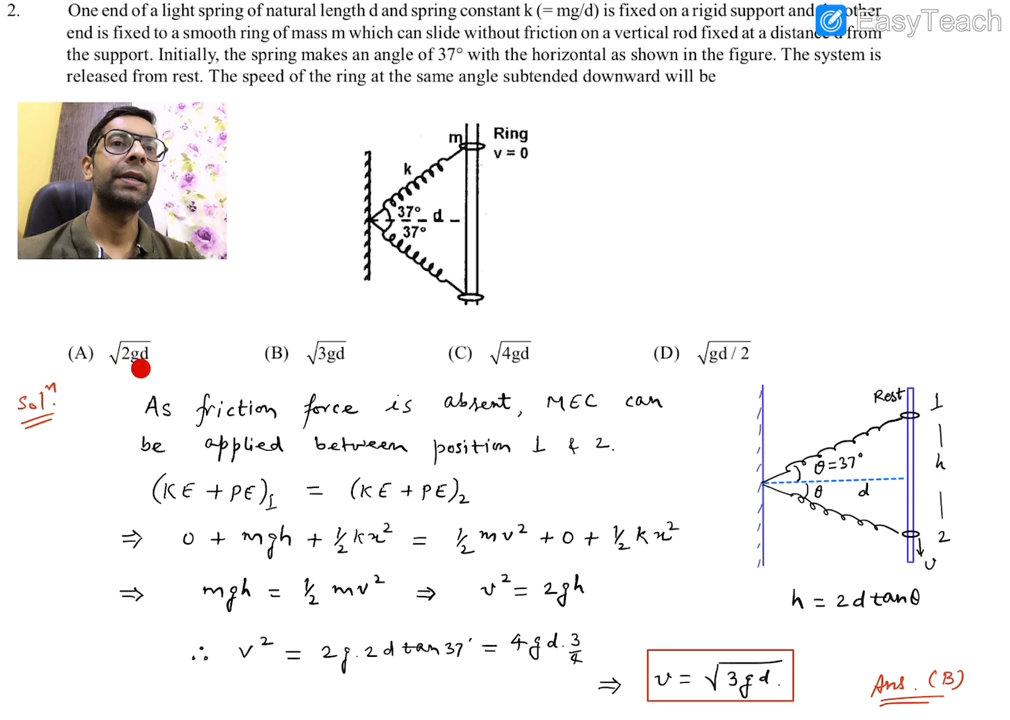 2. One end of a light spring of natural length d and spring constant k (= mg/d) is fixed on a rigid support and other
EasyTeach
end is fixed to a smooth ring of mass m which can slide without friction on a vertical rod fixed at a from
the support. Initially, the spring makes an angle of 37° with the horizontal as shown in the figure. The system is
released from rest. The speed of the ring at the same angle subtended downward will be
m Ring
v = 0
k
37° d
37°
(A) √2gd (B) √3gd (C) √4gd (D) √gd / 2
Solⁿ:
As friction force is absent, MEC can
be applied between position 1 & 2.
(KE + PE)₁ = (KE + PE)₂
⇒ 0 + mgh + ½kx² = ½mv² + 0 + ½kx²
⇒ mgh = ½mv² ⇒ v² = 2gh
∴ v² = 2g.2d tan37° = 4gd.3/4
⇒ v = √3gd.
Rest 1
θ=37° h
θ d
2
v
h = 2d tanθ
Ans. (B)